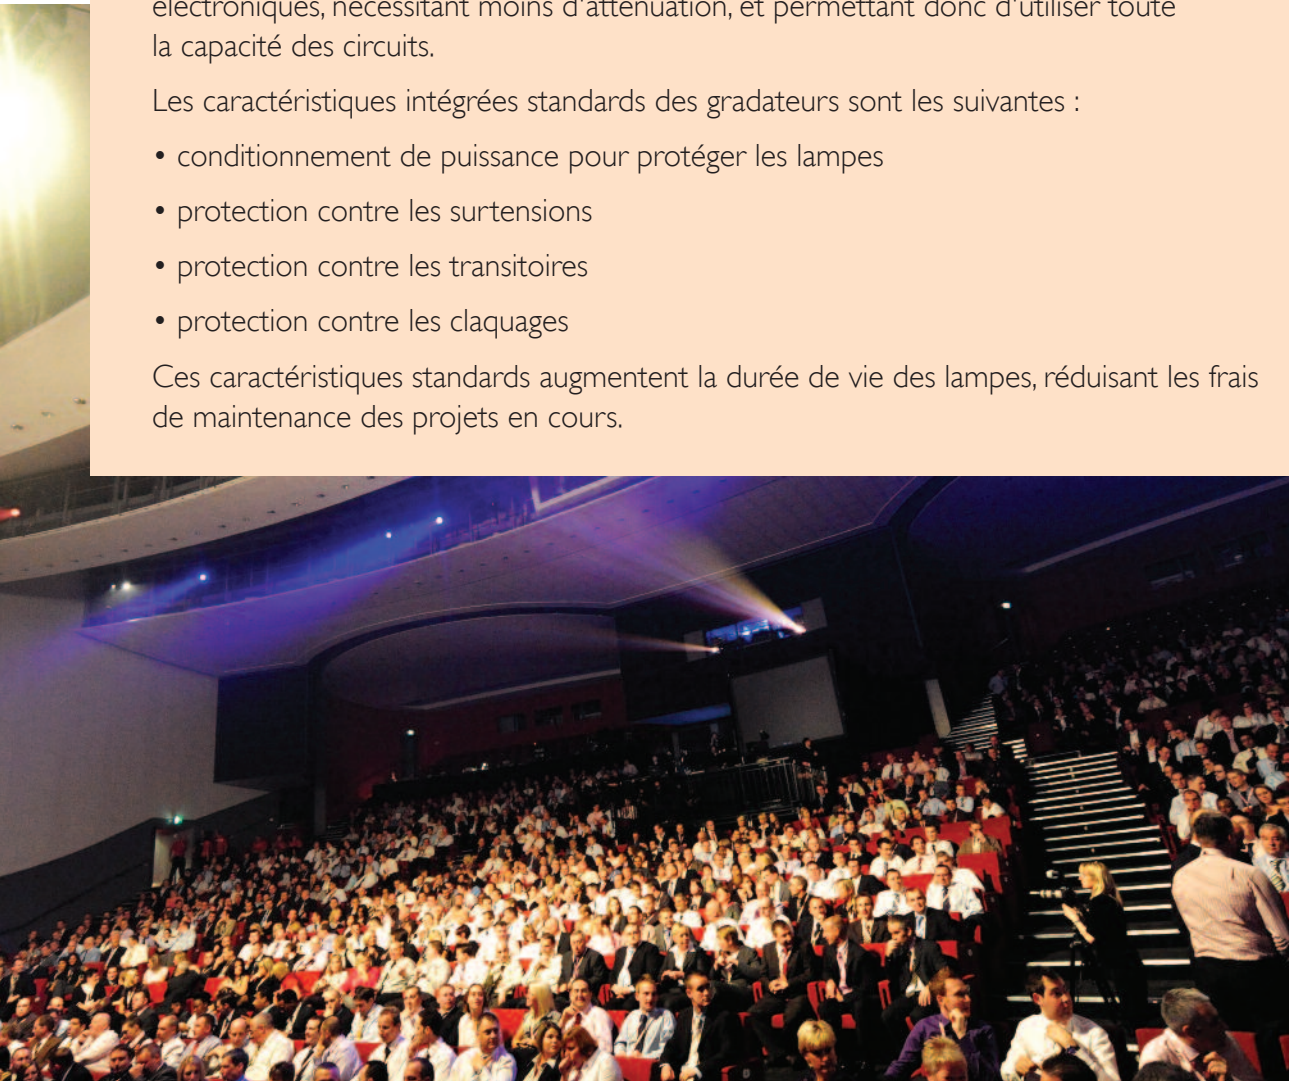 électroniques, nécessitant moins d'atténuation, et permettant donc d'utiliser toute
la capacité des circuits.
Les caractéristiques intégrées standards des gradateurs sont les suivantes :
• conditionnement de puissance pour protéger les lampes
• protection contre les surtensions
• protection contre les transitoires
• protection contre les claquages
Ces caractéristiques standards augmentent la durée de vie des lampes, réduisant les frais
de maintenance des projets en cours.